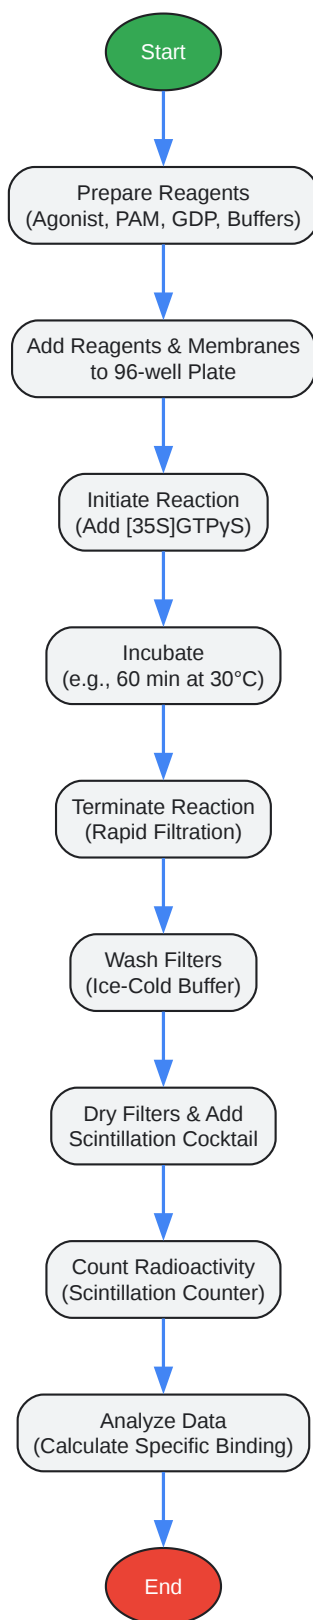 Start
Prepare Reagents
(Agonist, PAM, GDP, Buffers)
Add Reagents & Membranes
to 96-well Plate
Initiate Reaction
(Add [35S]GTPγS)
Incubate
(e.g., 60 min at 30°C)
Terminate Reaction
(Rapid Filtration)
Wash Filters
(Ice-Cold Buffer)
Dry Filters & Add
Scintillation Cocktail
Count Radioactivity
(Scintillation Counter)
Analyze Data
(Calculate Specific Binding)
End